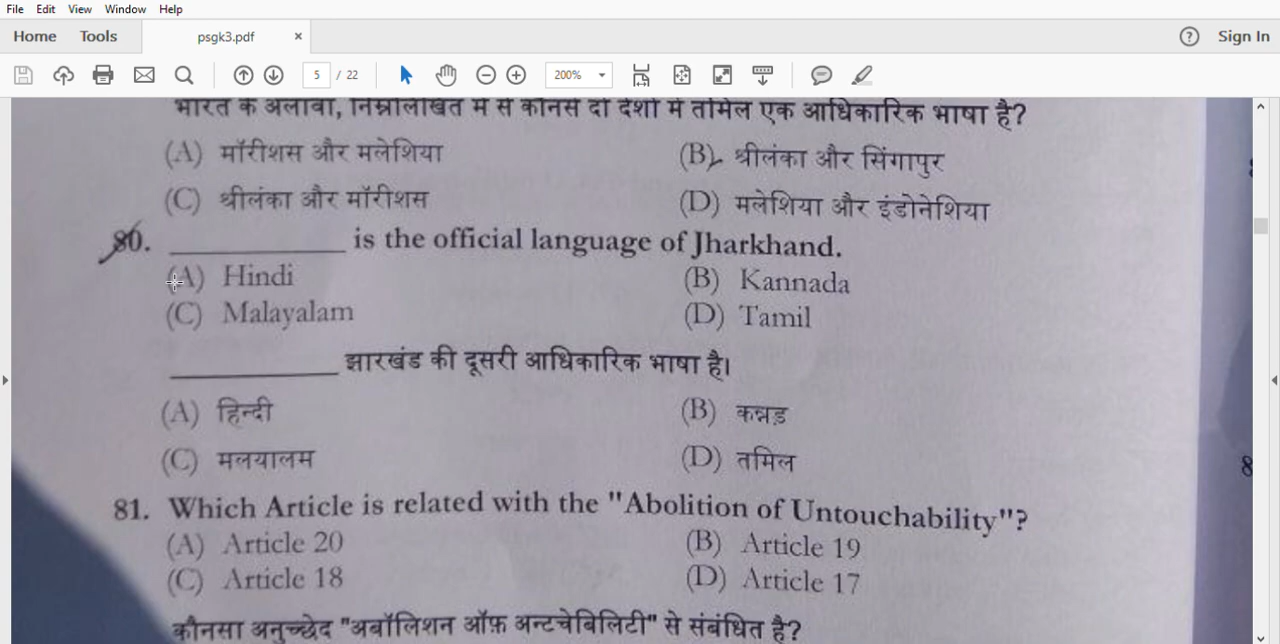 File Edit View Window Help
Home Tools psgk3.pdf × ? Sign In
5 / 22 200%
भारत के अलावा, निम्नलिखित में से कौनसे दो देशों में तमिल एक आधिकारिक भाषा है?
(A) मॉरीशस और मलेशिया (B) श्रीलंका और सिंगापुर
(C) श्रीलंका और मॉरीशस (D) मलेशिया और इंडोनेशिया
80. ____________ is the official language of Jharkhand.
(A) Hindi (B) Kannada
(C) Malayalam (D) Tamil
____________ झारखंड की दूसरी आधिकारिक भाषा है।
(A) हिन्दी (B) कन्नड़
(C) मलयालम (D) तमिल
81. Which Article is related with the "Abolition of Untouchability"?
(A) Article 20 (B) Article 19
(C) Article 18 (D) Article 17
कौनसा अनुच्छेद "अबॉलिशन ऑफ़ अन्टचेबिलिटी" से संबंधित है?